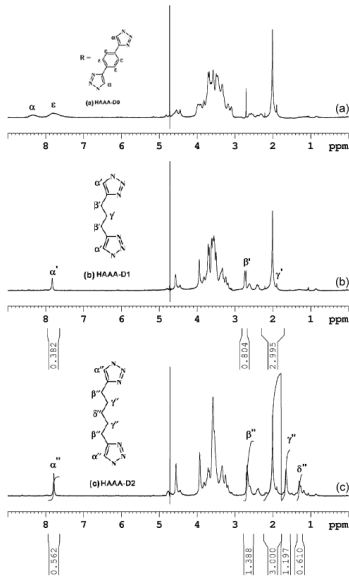 α
N
N
N
R =
ε
ε
ε
ε
N
N
N
α
(a) HAAA-D0
α
ε
(a)
8 7 6 5 4 3 2 1 ppm
N
N
N
α'
β'
γ'
β'
α'
N
N
N
(b) HAAA-D1
α'
β'
γ'
(b)
8 7 6 5 4 3 2 1 ppm
0.382
0.804
2.995
α''
N
N
N
β''
γ''
δ''
γ''
β''
α''
N
N
N
(c) HAAA-D2
α''
β''
γ''
δ''
(c)
8 7 6 5 4 3 2 1 ppm
0.562
1.388
3.000
1.197
0.610